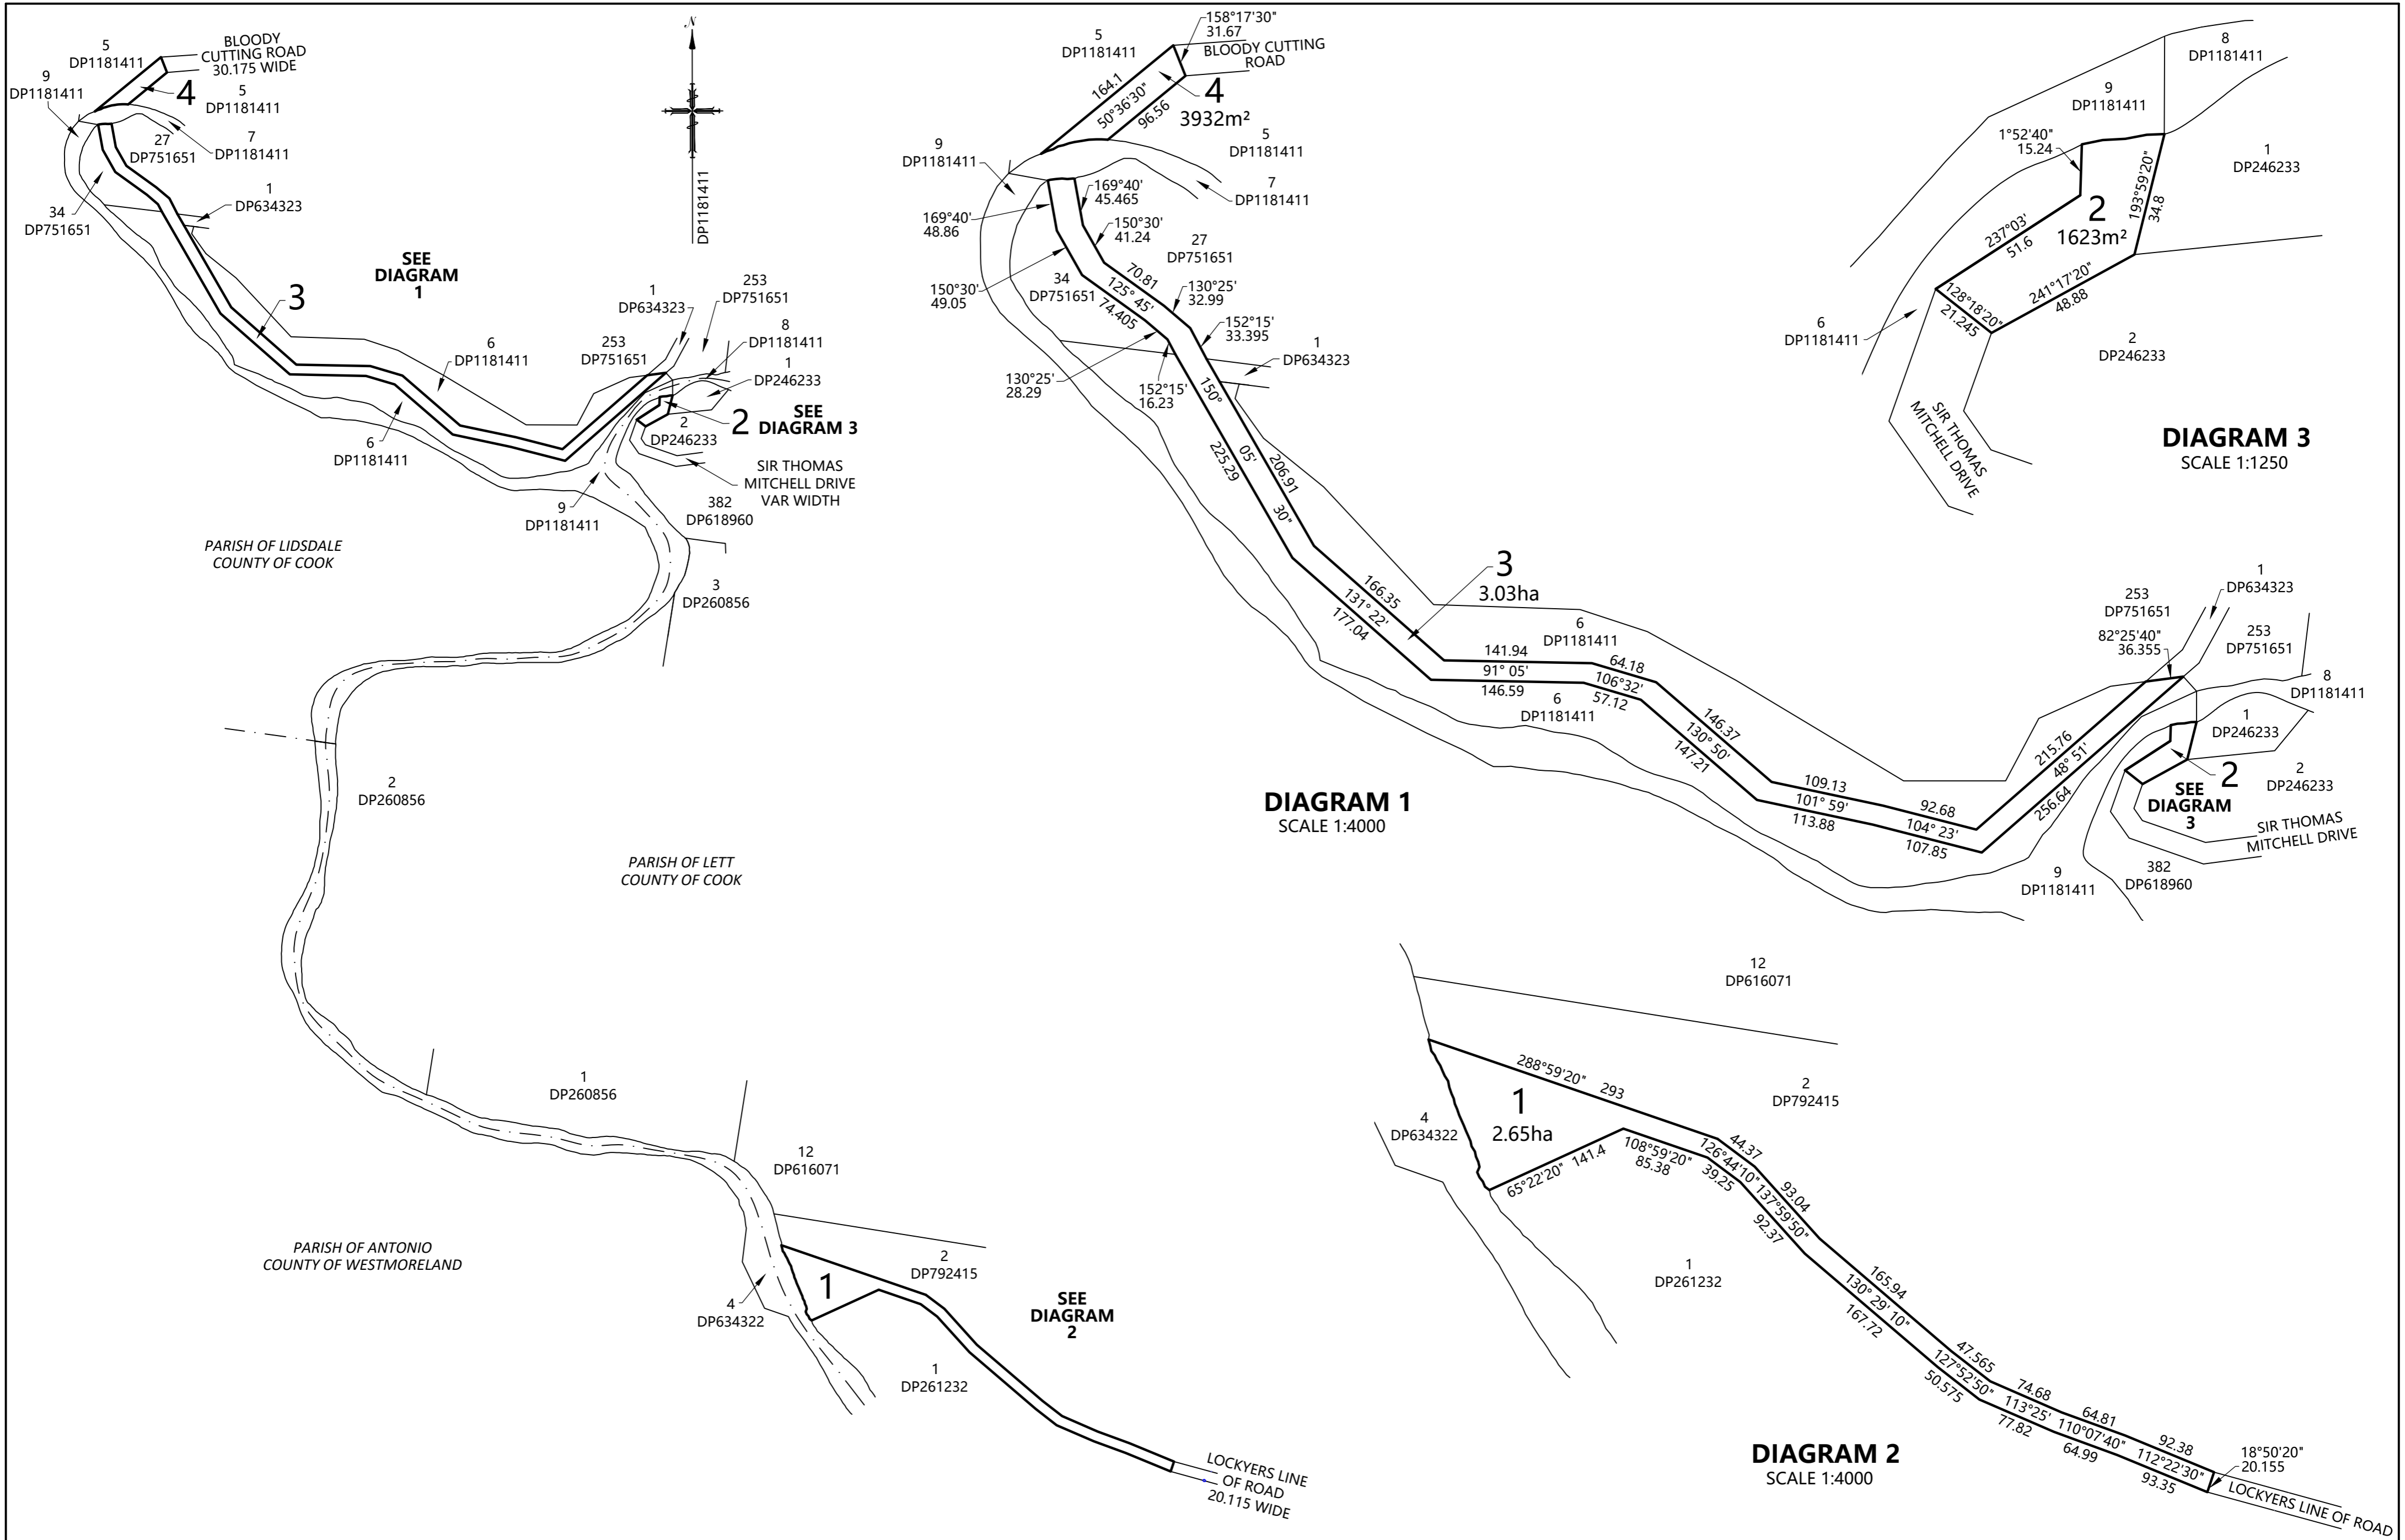 5
DP1181411
BLOODY
CUTTING ROAD
30.175 WIDE
9
DP1181411
4
5
DP1181411
7
DP1181411
27
DP751651
1
DP634323
34
DP751651
SEE
DIAGRAM
1
3
N
DP1181411
6
DP1181411
6
DP1181411
1
DP634323
253
DP751651
253
DP751651
8
DP1181411
1
DP246233
2
SEE
DIAGRAM 3
2
DP246233
SIR THOMAS
MITCHELL DRIVE
VAR WIDTH
9
DP1181411
382
DP618960
3
DP260856
PARISH OF LIDSDALE
COUNTY OF COOK
2
DP260856
PARISH OF LETT
COUNTY OF COOK
1
DP260856
12
DP616071
PARISH OF ANTONIO
COUNTY OF WESTMORELAND
2
DP792415
1
4
DP634322
SEE
DIAGRAM
2
1
DP261232
LOCKYERS LINE
OF ROAD
20.115 WIDE
5
DP1181411
158°17'30"
31.67
BLOODY CUTTING
ROAD
164.1
50°36'30"
96.56
4
3932m²
5
DP1181411
9
DP1181411
7
DP1181411
169°40'
45.465
169°40'
48.86
150°30'
41.24
27
DP751651
150°30'
49.05
34
DP751651
70.81
125° 45'
74.405
130°25'
32.99
152°15'
33.395
1
DP634323
130°25'
28.29
152°15'
16.23
150°
05'
30"
206.91
225.29
3
3.03ha
166.35
131° 22'
177.04
6
DP1181411
141.94
91° 05'
146.59
64.18
106°32'
57.12
6
DP1181411
146.37
130° 50'
147.21
109.13
101° 59'
113.88
92.68
104° 23'
107.85
215.76
48° 51'
256.64
82°25'40"
36.355
253
DP751651
1
DP634323
253
DP751651
8
DP1181411
1
DP246233
2
SEE
DIAGRAM
3
2
DP246233
SIR THOMAS
MITCHELL DRIVE
9
DP1181411
382
DP618960
DIAGRAM 1
SCALE 1:4000
8
DP1181411
9
DP1181411
1°52'40"
15.24
1
DP246233
193°59'20"
34.8
2
1623m²
237°03'
51.6
241°17'20"
48.88
128°18'20"
21.245
6
DP1181411
2
DP246233
SIR THOMAS
MITCHELL DRIVE
DIAGRAM 3
SCALE 1:1250
12
DP616071
288°59'20" 293
2
DP792415
1
2.65ha
4
DP634322
65°22'20" 141.4
108°59'20"
85.38
44.37
126°44'10"
39.25
93.04
137°59'50"
92.37
1
DP261232
165.94
130° 29' 10"
167.72
47.565
127°52'50"
50.575
74.68
113°25'
77.82
64.81
110°07'40"
64.99
92.38
112°22'30"
93.35
18°50'20"
20.155
LOCKYERS LINE OF ROAD
DIAGRAM 2
SCALE 1:4000